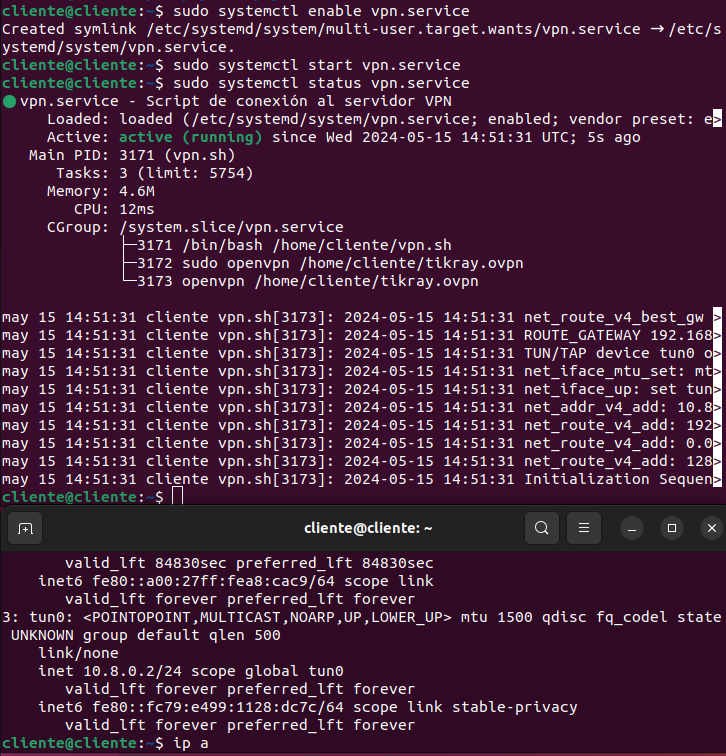 cliente@cliente:~$ sudo systemctl enable vpn.service
Created symlink /etc/systemd/system/multi-user.target.wants/vpn.service → /etc/s
ystemd/system/vpn.service.
cliente@cliente:~$ sudo systemctl start vpn.service
cliente@cliente:~$ sudo systemctl status vpn.service
● vpn.service - Script de conexión al servidor VPN
     Loaded: loaded (/etc/systemd/system/vpn.service; enabled; vendor preset: e>
     Active: active (running) since Wed 2024-05-15 14:51:31 UTC; 5s ago
   Main PID: 3171 (vpn.sh)
      Tasks: 3 (limit: 5754)
     Memory: 4.6M
        CPU: 12ms
     CGroup: /system.slice/vpn.service
             ├─3171 /bin/bash /home/cliente/vpn.sh
             ├─3172 sudo openvpn /home/cliente/tikray.ovpn
             └─3173 openvpn /home/cliente/tikray.ovpn
may 15 14:51:31 cliente vpn.sh[3173]: 2024-05-15 14:51:31 net_route_v4_best_gw >
may 15 14:51:31 cliente vpn.sh[3173]: 2024-05-15 14:51:31 ROUTE_GATEWAY 192.168>
may 15 14:51:31 cliente vpn.sh[3173]: 2024-05-15 14:51:31 TUN/TAP device tun0 o>
may 15 14:51:31 cliente vpn.sh[3173]: 2024-05-15 14:51:31 net_iface_mtu_set: mt>
may 15 14:51:31 cliente vpn.sh[3173]: 2024-05-15 14:51:31 net_iface_up: set tun>
may 15 14:51:31 cliente vpn.sh[3173]: 2024-05-15 14:51:31 net_addr_v4_add: 10.8>
may 15 14:51:31 cliente vpn.sh[3173]: 2024-05-15 14:51:31 net_route_v4_add: 192>
may 15 14:51:31 cliente vpn.sh[3173]: 2024-05-15 14:51:31 net_route_v4_add: 0.0>
may 15 14:51:31 cliente vpn.sh[3173]: 2024-05-15 14:51:31 net_route_v4_add: 128>
may 15 14:51:31 cliente vpn.sh[3173]: 2024-05-15 14:51:31 Initialization Sequen>
cliente@cliente:~$
cliente@cliente: ~
       valid_lft 84830sec preferred_lft 84830sec
    inet6 fe80::a00:27ff:fea8:cac9/64 scope link
       valid_lft forever preferred_lft forever
3: tun0: <POINTOPOINT,MULTICAST,NOARP,UP,LOWER_UP> mtu 1500 qdisc fq_codel state
 UNKNOWN group default qlen 500
    link/none
    inet 10.8.0.2/24 scope global tun0
       valid_lft forever preferred_lft forever
    inet6 fe80::fc79:e499:1128:dc7c/64 scope link stable-privacy
       valid_lft forever preferred_lft forever
cliente@cliente:~$ ip a